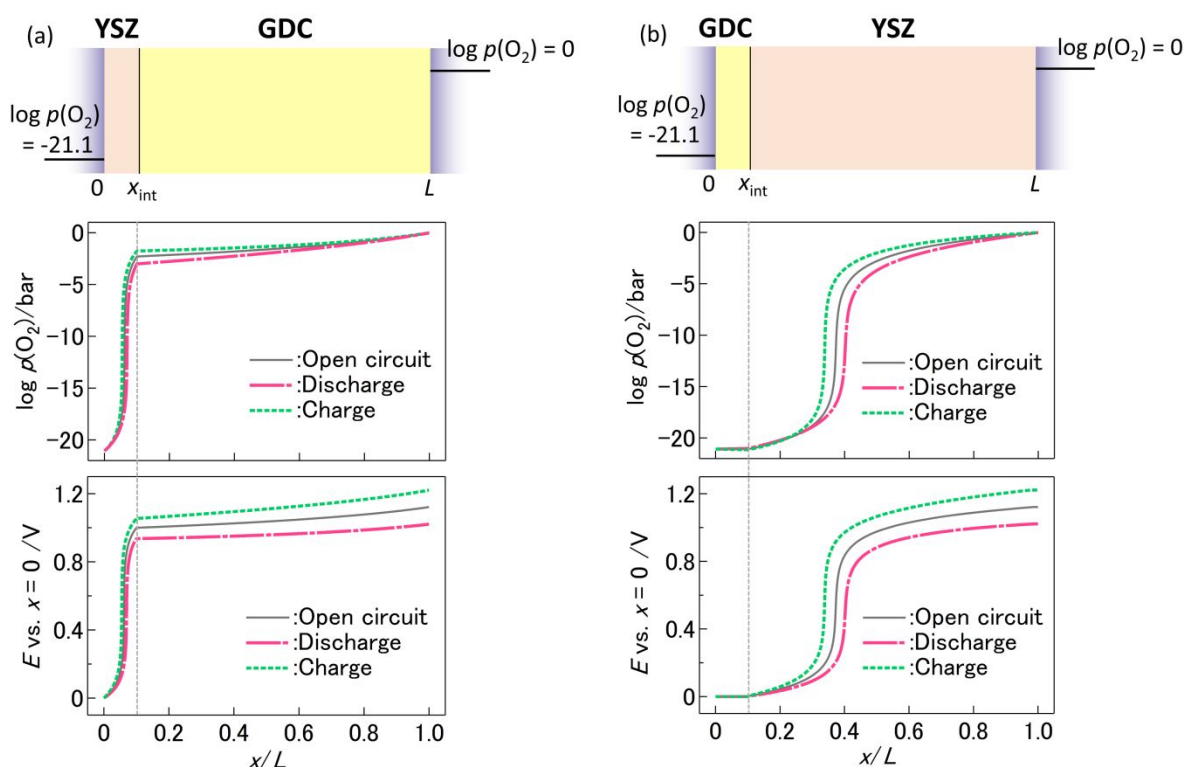 (a)
YSZ GDC
log p(O2) = 0
log p(O2)
= -21.1
0 xint L
0
−5
−10
−15
−20
log p(O2)/bar
:Open circuit
:Discharge
:Charge
1.2
0.8
0.4
0
E vs. x = 0 /V
:Open circuit
:Discharge
:Charge
0 0.2 0.4 0.6 0.8 1.0
x/L
(b)
GDC YSZ
log p(O2) = 0
log p(O2)
= -21.1
0 xint L
0
−5
−10
−15
−20
log p(O2)/bar
:Open circuit
:Discharge
:Charge
1.2
0.8
0.4
0
E vs. x = 0 /V
:Open circuit
:Discharge
:Charge
0 0.2 0.4 0.6 0.8 1.0
x/L